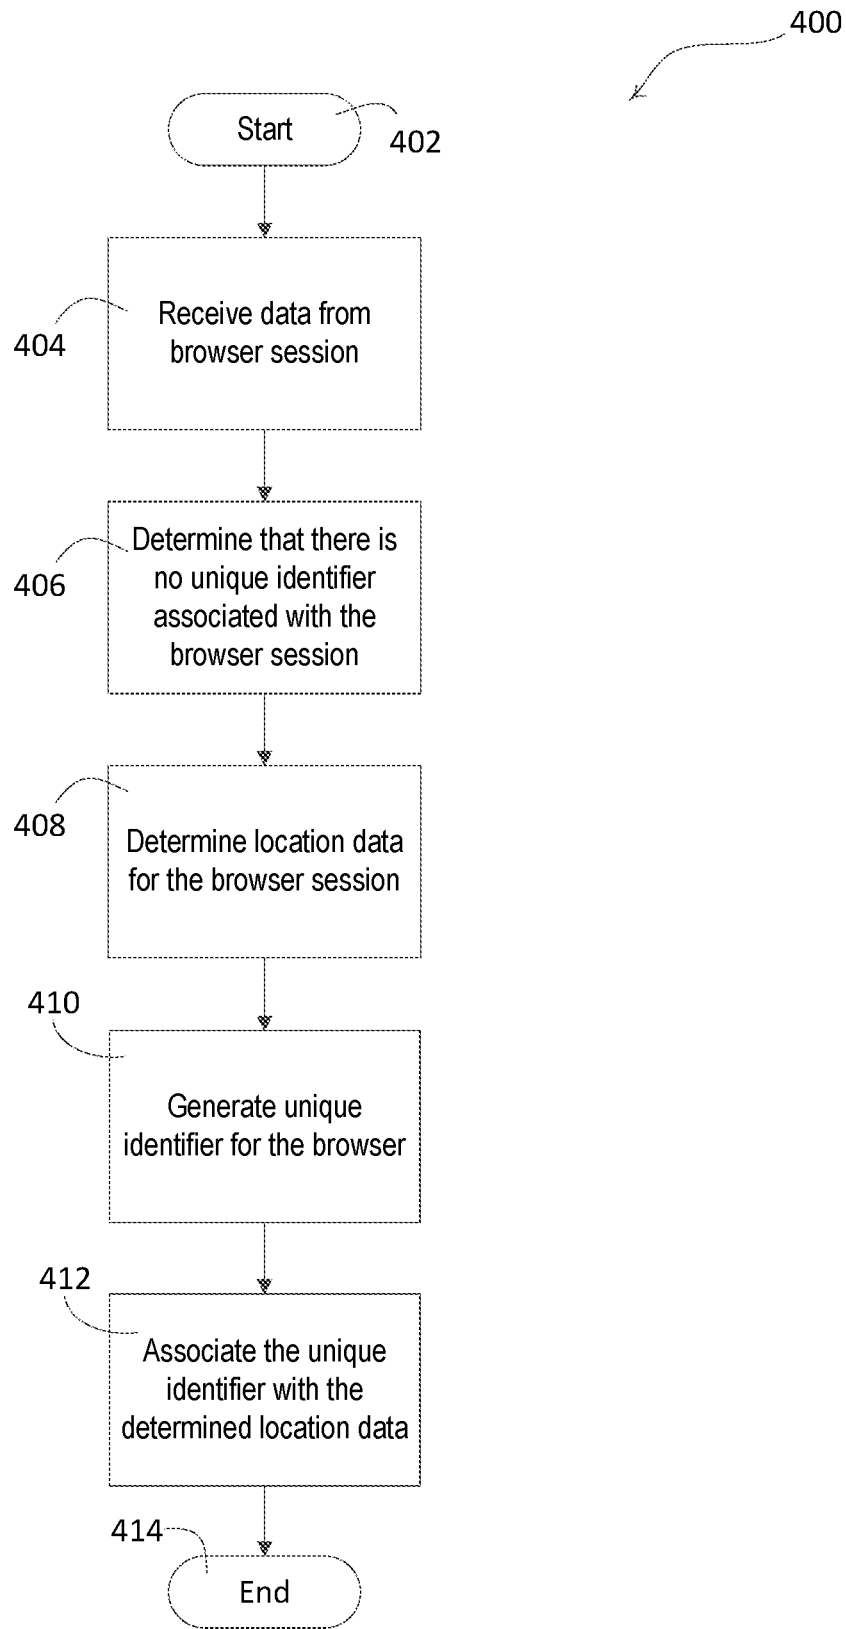 400
Start
402
Receive data from
browser session
404
Determine that there is
no unique identifier
associated with the
browser session
406
Determine location data
for the browser session
408
410
Generate unique
identifier for the browser
412
Associate the unique
identifier with the
determined location data
414
End